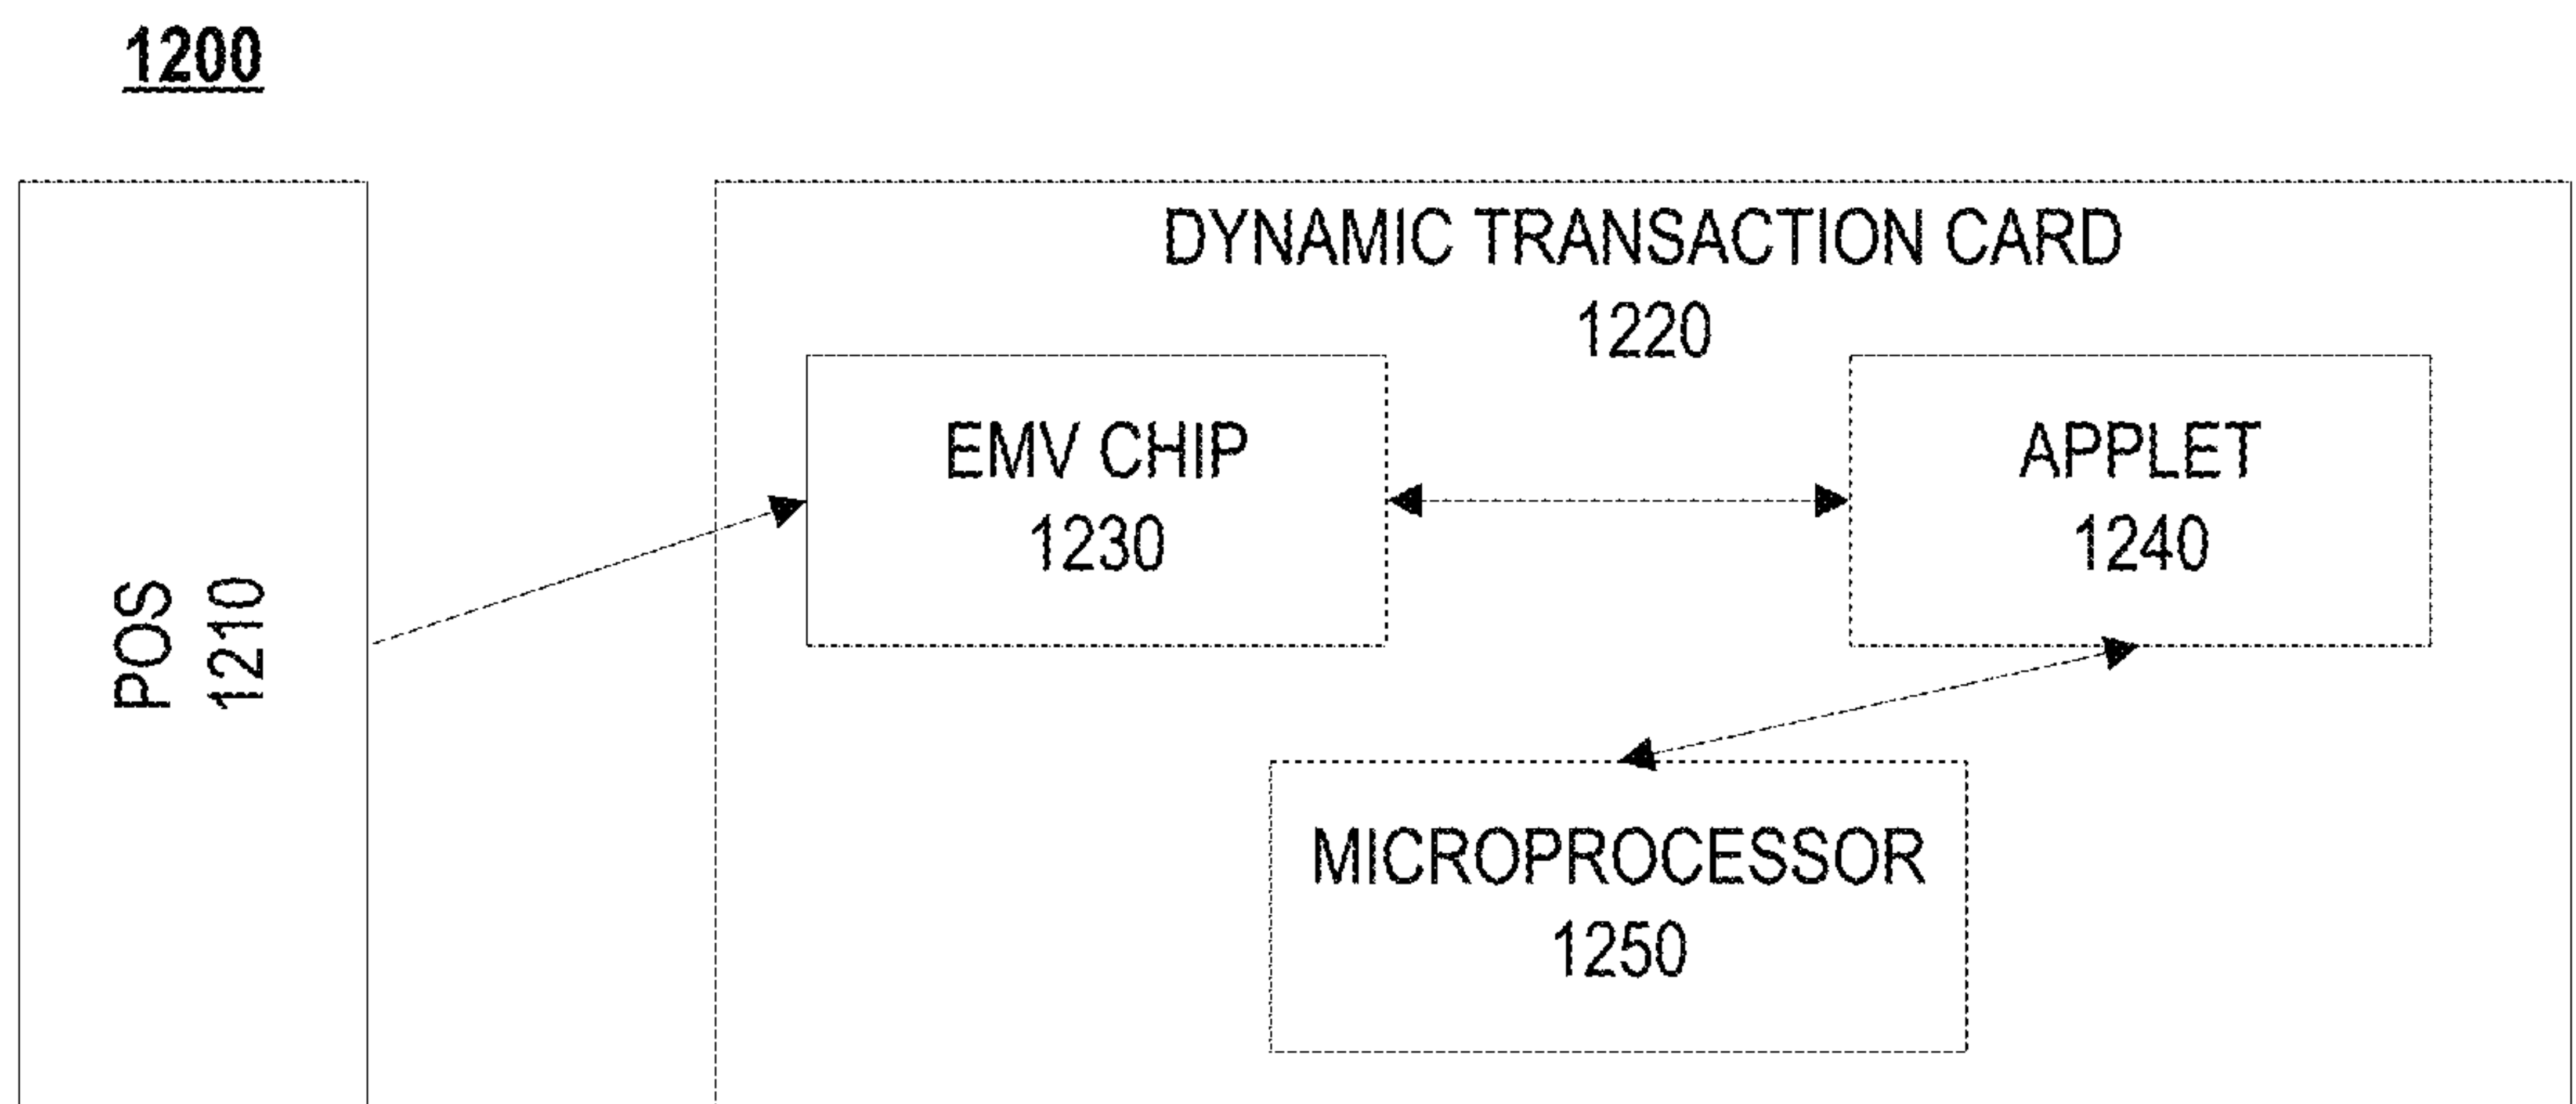 1200
DYNAMIC TRANSACTION CARD
1220
EMV CHIP
1230
APPLET
1240
POS
1210
MICROPROCESSOR
1250